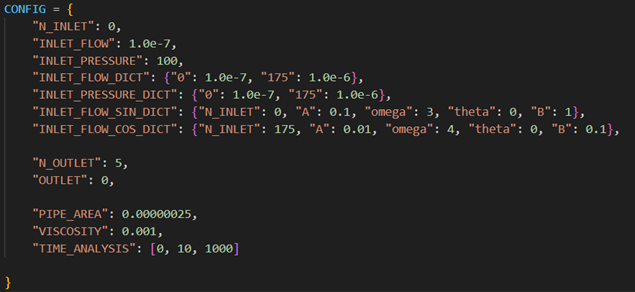 CONFIG = {
"N_INLET": 0,
"INLET_FLOW": 1.0e-7,
"INLET_PRESSURE": 100,
"INLET_FLOW_DICT": {"0": 1.0e-7, "175": 1.0e-6},
"INLET_PRESSURE_DICT": {"0": 1.0e-7, "175": 1.0e-6},
"INLET_FLOW_SIN_DICT": {"N_INLET": 0, "A": 0.1, "omega": 3, "theta": 0, "B": 1},
"INLET_FLOW_COS_DICT": {"N_INLET": 175, "A": 0.01, "omega": 4, "theta": 0, "B": 0.1},
"N_OUTLET": 5,
"OUTLET": 0,
"PIPE_AREA": 0.00000025,
"VISCOSITY": 0.001,
"TIME_ANALYSIS": [0, 10, 1000]
}